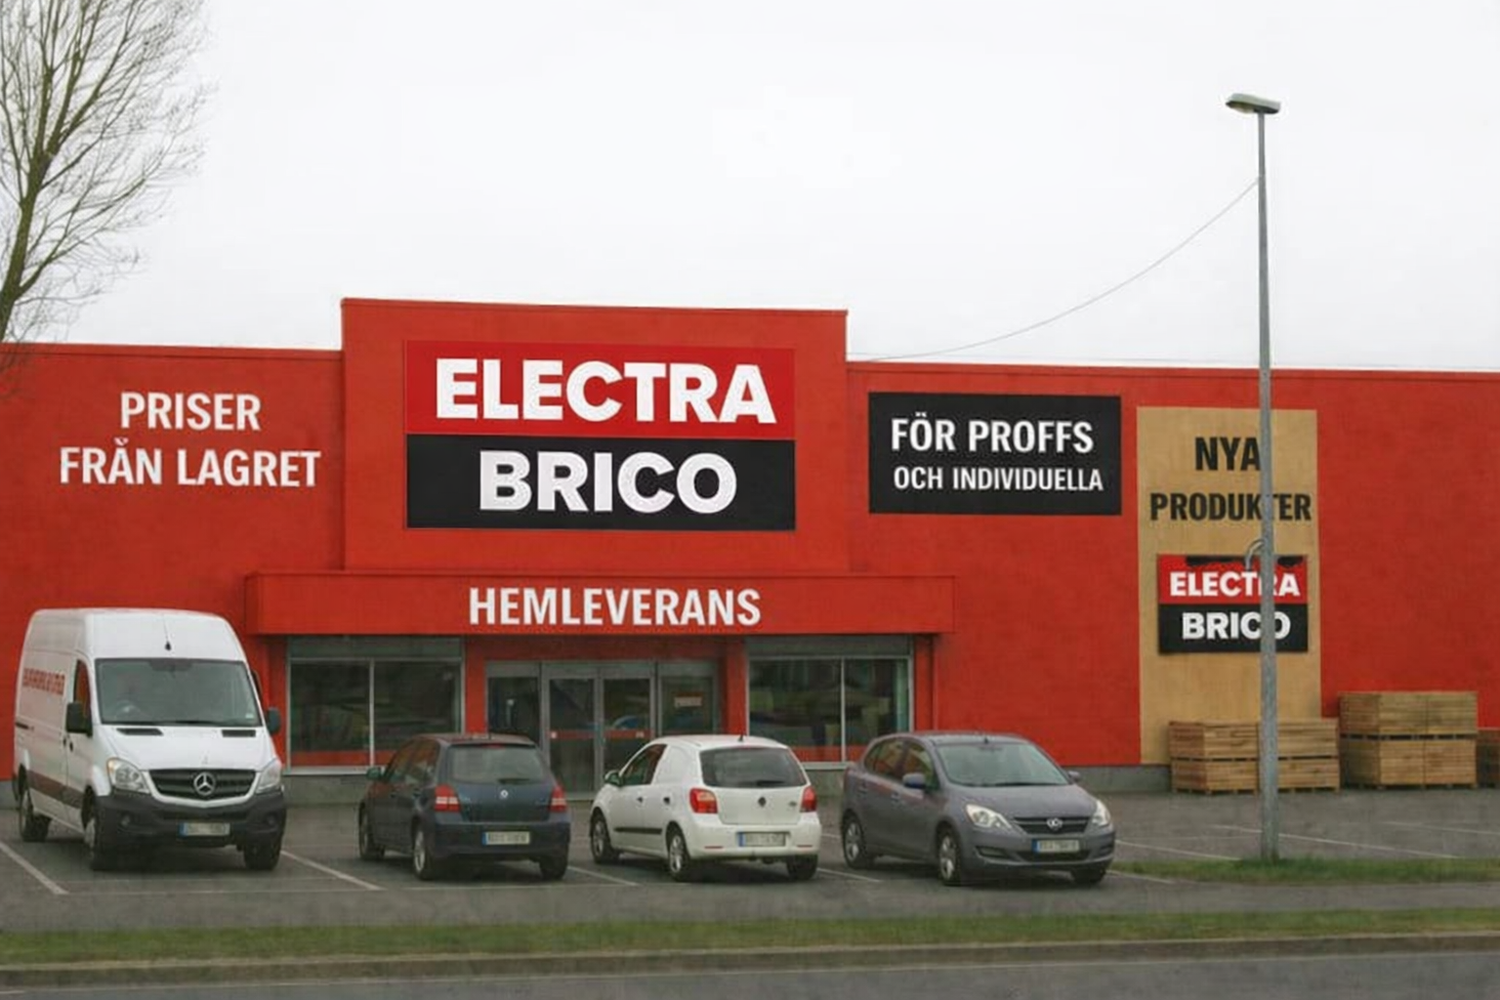 PRISER
FRÅN LAGRET
ELECTRA
BRICO
HEMLEVERANS
FÖR PROFFS
OCH INDIVIDUELLA
NYA
PRODUKTER
ELECTRA
BRICO